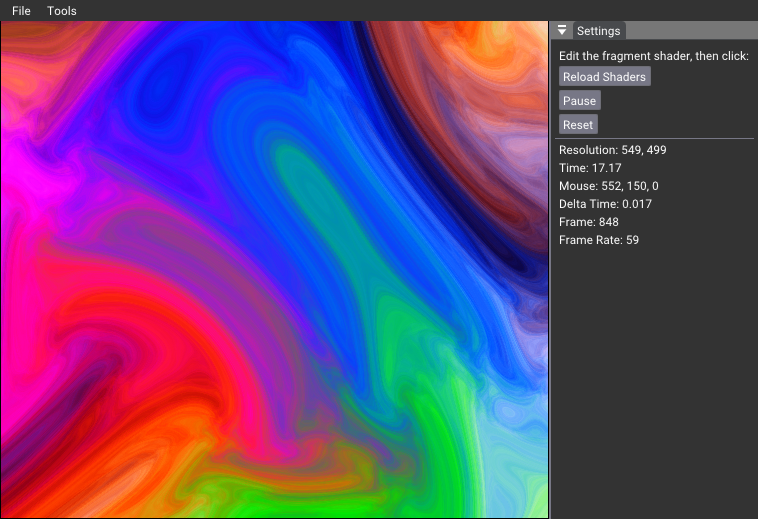 File Tools
Settings
Edit the fragment shader, then click:
Reload Shaders
Pause
Reset
Resolution: 549, 499
Time: 17.17
Mouse: 552, 150, 0
Delta Time: 0.017
Frame: 848
Frame Rate: 59